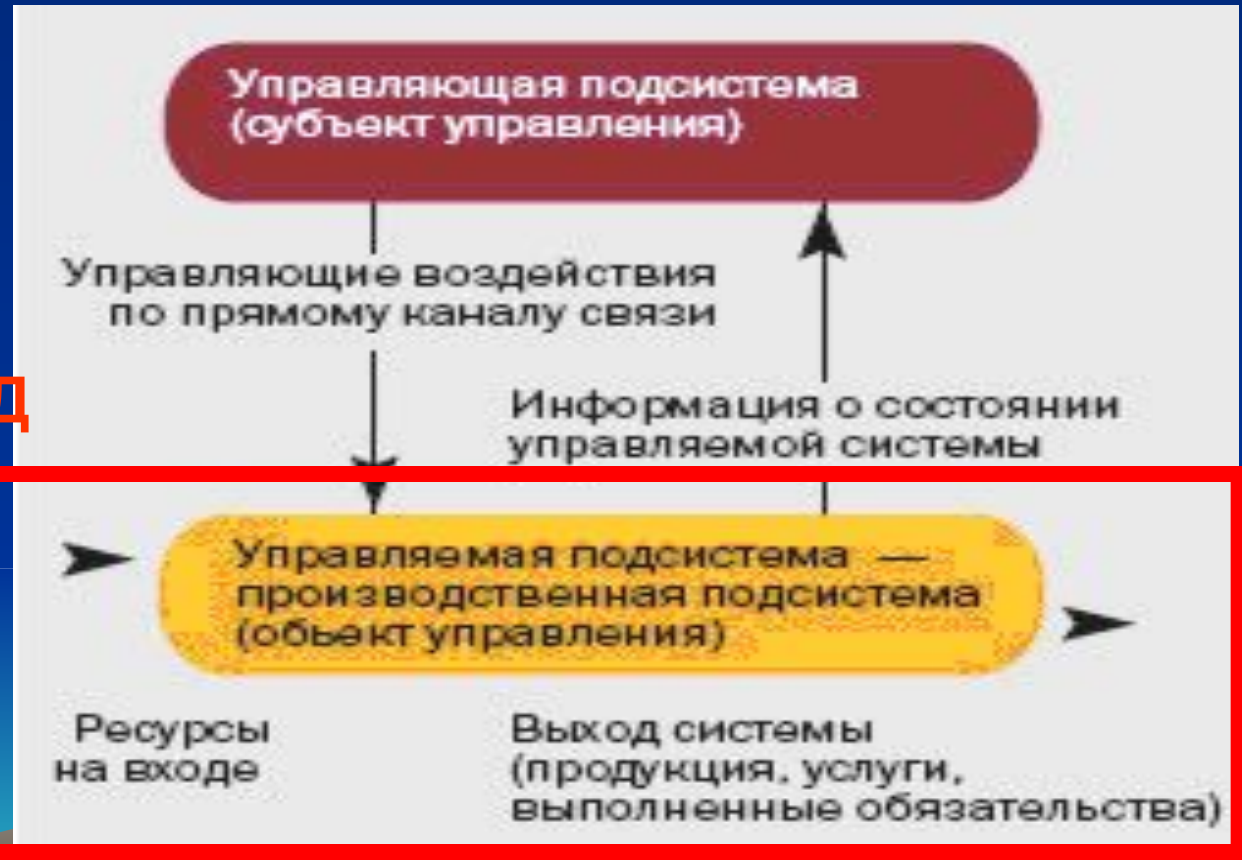 Управляющая подсистема
(субъект управления)
Управляющие воздействия
по прямому каналу связи
д
Информация о состоянии
управляемой системы
Управляемая подсистема —
производственная подсистема
(обьект управления)
Ресурсы
на входе
Выход системы
(продукция, услуги,
выполненные обязательства)